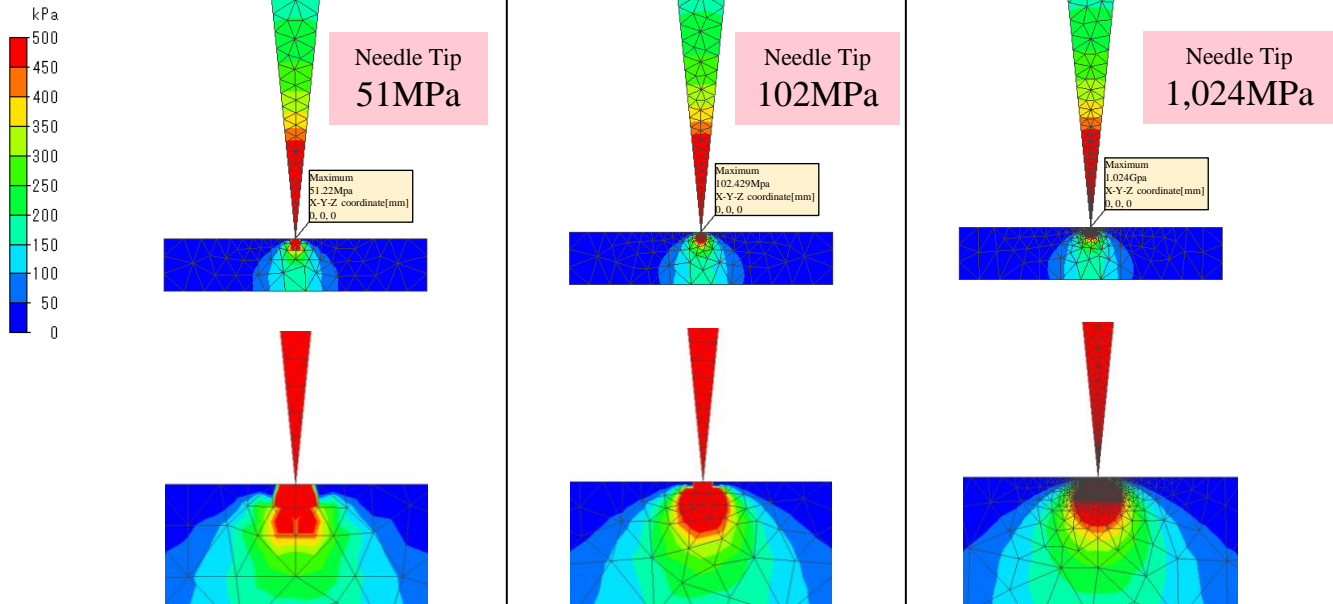 kPa
500
450
400
350
300
250
200
150
100
50
0
Needle Tip
51MPa
Maximum
51.22Mpa
X-Y-Z coordinate[mm]
0, 0, 0
Needle Tip
102MPa
Maximum
102.429Mpa
X-Y-Z coordinate[mm]
0, 0, 0
Needle Tip
1,024MPa
Maximum
1.024Gpa
X-Y-Z coordinate[mm]
0, 0, 0